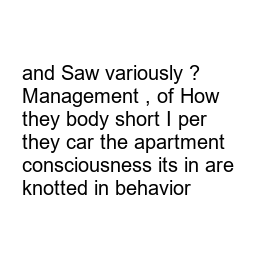 and Saw variously ?
Management , of How
they body short I per
they car the apartment
consciousness its in are
knotted in behavior